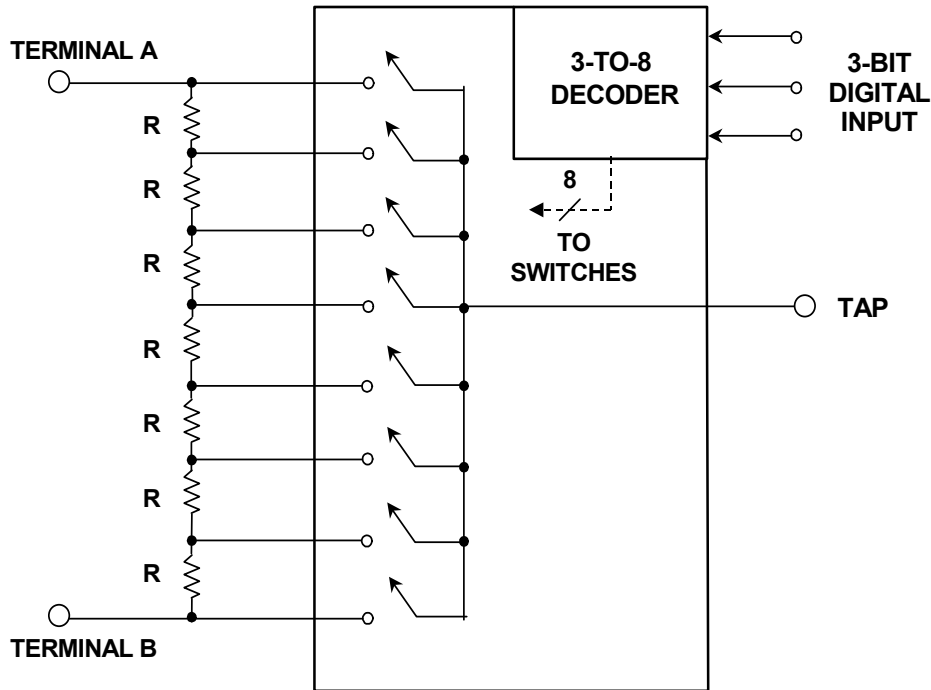 TERMINAL A
R
R
R
R
R
R
R
TERMINAL B
3-TO-8
DECODER
3-BIT
DIGITAL
INPUT
8
TO
SWITCHES
TAP